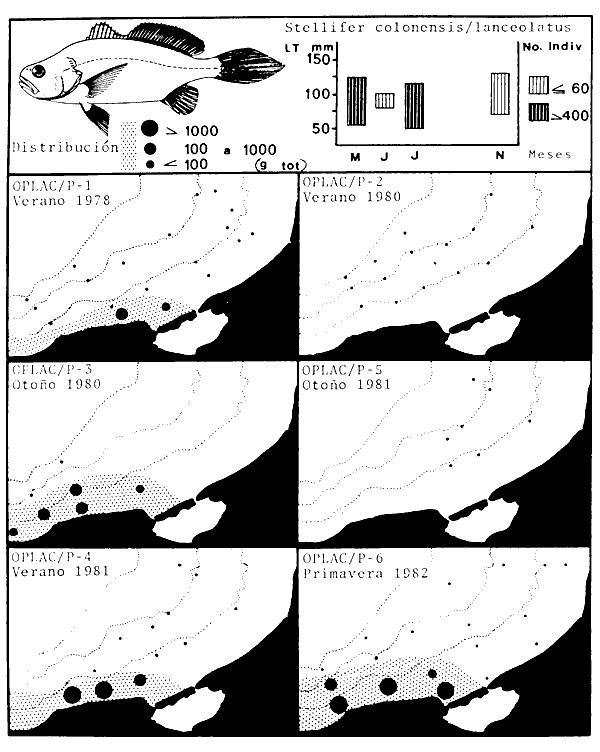 Stellifer colonensis/lanceolatus
LT mm
150
100
50
M J J N
Meses
No. Indiv
≤ 60
≥400
Distribución
> 1000
100 a 1000
< 100 (g tot)
OPLAC/P-1
Verano 1978
OPLAC/P-2
Verano 1980
OPLAC/P-3
Otoño 1980
OPLAC/P-5
Otoño 1981
OPLAC/P-4
Verano 1981
OPLAC/P-6
Primavera 1982